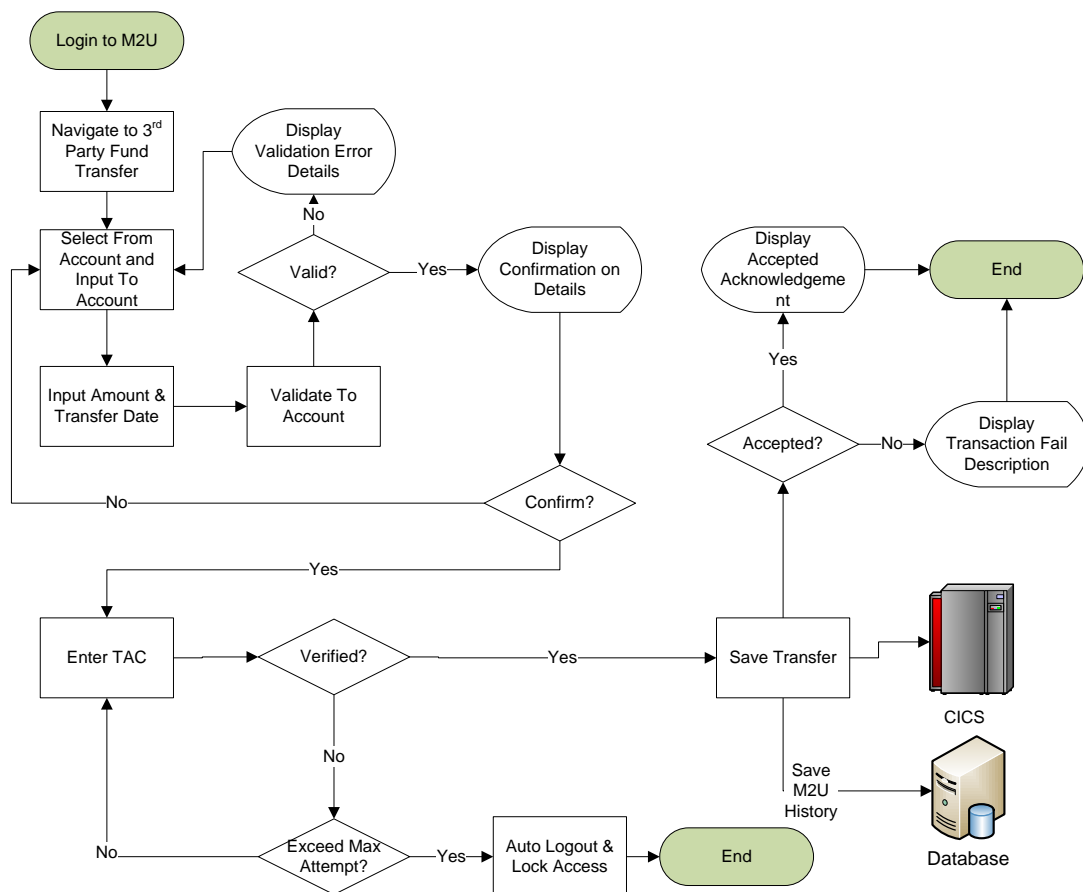 Login to M2U
Navigate to 3rd
Party Fund
Transfer
Display
Validation Error
Details
No
Select From
Account and
Input To
Account
Valid?
Yes
Display
Confirmation on
Details
Display
Accepted
Acknowledgeme
nt
End
Input Amount &
Transfer Date
Validate To
Account
Yes
Accepted?
No
Display
Transaction Fail
Description
No
Confirm?
Yes
Enter TAC
Verified?
Yes
Save Transfer
CICS
No
Save
M2U
History
Database
No
Exceed Max
Attempt?
Yes
Auto Logout &
Lock Access
End